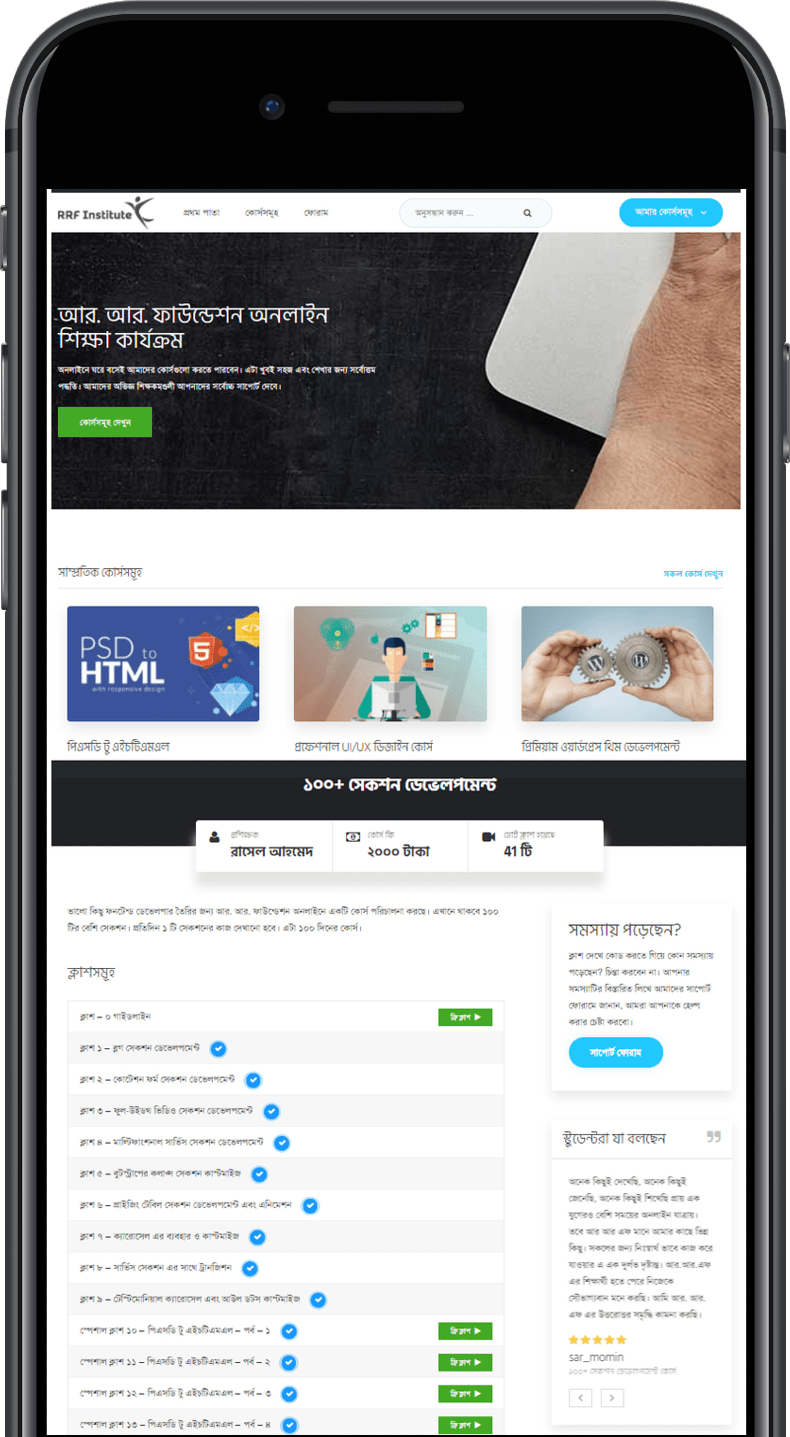 RRF Institute
প্রথম পাতা
কোর্সসমূহ
ফোরাম
অনুসন্ধান করুন ...
আমার কোর্সসমূহ
আর. আর. ফাউন্ডেশন অনলাইন
শিক্ষা কার্যক্রম
অনলাইনে ঘরে বসেই আমাদের কোর্সগুলো করতে পারবেন। এটা খুবই সহজ এবং শেখার জন্য সর্বোত্তম
পদ্ধতি। আমাদের অভিজ্ঞ শিক্ষকমণ্ডলী আপনাদের সর্বোচ্চ সাপোর্ট দেবে।
কোর্সসমূহ দেখুন
সাম্প্রতিক কোর্সসমূহ
সকল কোর্স দেখুন
PSD to
HTML
with responsive design
পিএসডি টু এইচটিএমএল
প্রফেশনাল UI/UX ডিজাইন কোর্স
প্রিমিয়াম ওয়ার্ডপ্রেস থিম ডেভেলপমেন্ট
১০০+ সেকশন ডেভেলপমেন্ট
প্রশিক্ষক
রাসেল আহমেদ
কোর্স ফি
২০০০ টাকা
মোট ক্লাশ হয়েছে
41 টি
ভালো কিছু ফ্রন্টেন্ড ডেভেলপার তৈরির জন্য আর. আর. ফাউন্ডেশন অনলাইনে একটি কোর্স পরিচালনা করছে। এখানে থাকবে ১০০
টির বেশি সেকশন। প্রতিদিন ১ টি সেকশনের কাজ দেখানো হবে। এটা ১০০ দিনের কোর্স।
ক্লাশসমূহ
ক্লাশ – ০ গাইডলাইন
ফ্রি ক্লাশ
ক্লাশ ১ – ব্লগ সেকশন ডেভেলপমেন্ট
ক্লাশ ২ – কোটেশন ফর্ম সেকশন ডেভেলপমেন্ট
ক্লাশ ৩ – ফুল-উইডথ ভিডিও সেকশন ডেভেলপমেন্ট
ক্লাশ ৪ – মাল্টিফাংশনাল সার্ভিস সেকশন ডেভেলপমেন্ট
ক্লাশ ৫ – বুটস্ট্রাপের কলাপ্স সেকশন কাস্টমাইজ
ক্লাশ ৬ – প্রাইজিং টেবিল সেকশন ডেভেলপমেন্ট এবং এনিমেশন
ক্লাশ ৭ – ক্যারোসেল এর ব্যবহার ও কাস্টমাইজ
ক্লাশ ৮ – সার্ভিস সেকশন এর সাথে ট্রানজিশন
ক্লাশ ৯ – টেস্টিমোনিয়াল ক্যারোসেল এবং আউল ডটস কাস্টমাইজ
স্পেশাল ক্লাশ ১০ – পিএসডি টু এইচটিএমএল – পর্ব – ১
ফ্রি ক্লাশ
স্পেশাল ক্লাশ ১১ – পিএসডি টু এইচটিএমএল – পর্ব – ২
ফ্রি ক্লাশ
স্পেশাল ক্লাশ ১২ – পিএসডি টু এইচটিএমএল – পর্ব – ৩
ফ্রি ক্লাশ
স্পেশাল ক্লাশ ১৩ – পিএসডি টু এইচটিএমএল – পর্ব – ৪
ফ্রি ক্লাশ
সমস্যায় পড়েছেন?
ক্লাশ দেখে কোড করতে গিয়ে কোন সমস্যায়
পড়েছেন? চিন্তা করবেন না। আপনার
সমস্যাটির বিস্তারিত লিখে আমাদের সাপোর্ট
ফোরামে জানান, আমরা আপনাকে হেল্প
করার চেষ্টা করবো।
সাপোর্ট ফোরাম
স্টুডেন্টরা যা বলছেন
অনেক কিছুই দেখেছি, অনেক কিছুই
জেনেছি, অনেক কিছুই শিখেছি প্রায় এক
যুগেরও বেশি সময়ের অনলাইন যাত্রায়।
তবে আর আর এফ মানে আমার কাছে ভিন্ন
কিছু। সকলের জন্য নিঃস্বার্থ ভাবে কাজ করে
যাওয়ার এ এক দুর্লভ দৃষ্টান্ত। আর.আর.এফ
এর শিক্ষার্থী হতে পেরে নিজেকে
সৌভাগ্যবান মনে করছি। আমি আর. আর.
এফ এর উত্তরোত্তর সমৃদ্ধি কামনা করছি।
sar_momin
১০০+ সেকশন ডেভেলপমেন্ট কোর্স